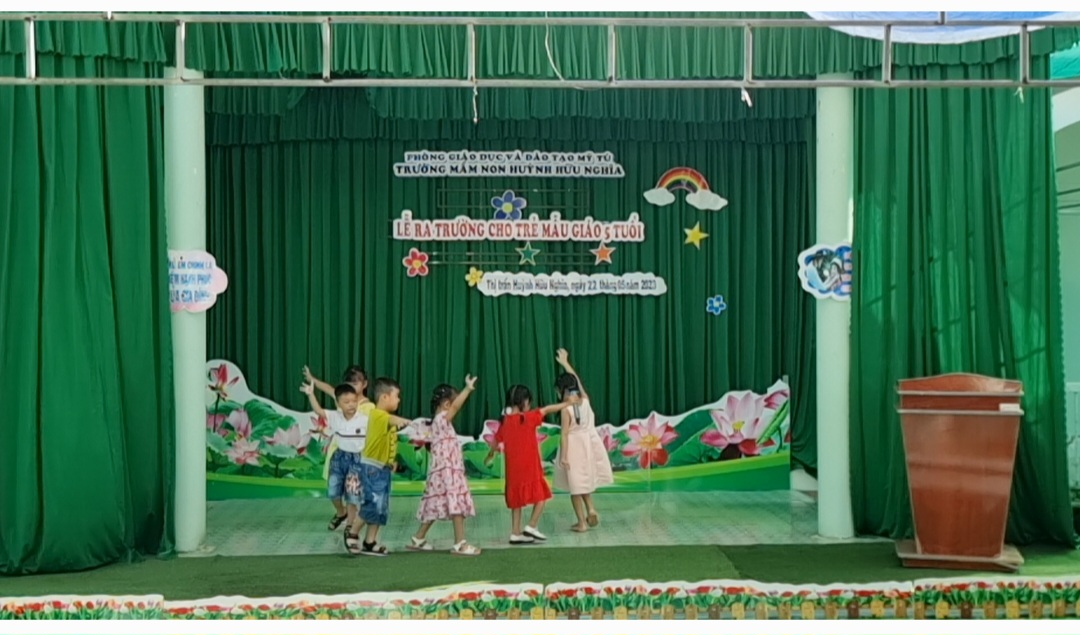 PHÒNG GIÁO DỤC VÀ ĐÀO TẠO MỸ TÚ
TRƯỜNG MẦM NON HUỲNH HỮU NGHĨA
LỄ RA TRƯỜNG CHO TRẺ MẪU GIÁO 5 TUỔI
Thị trấn Huỳnh Hữu Nghĩa, ngày 22 tháng 05 năm 2023